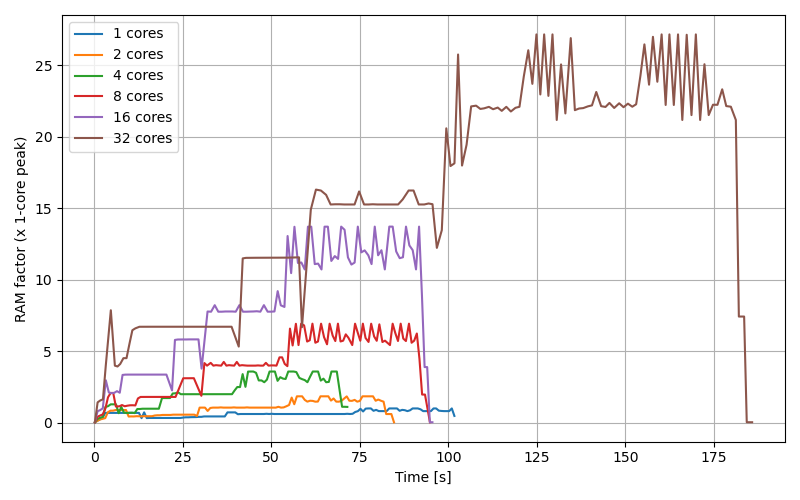 RAM factor (x 1-core peak)
25
20
15
10
5
0
1 cores
2 cores
4 cores
8 cores
16 cores
32 cores
0 25 50 75 100 125 150 175
Time [s]